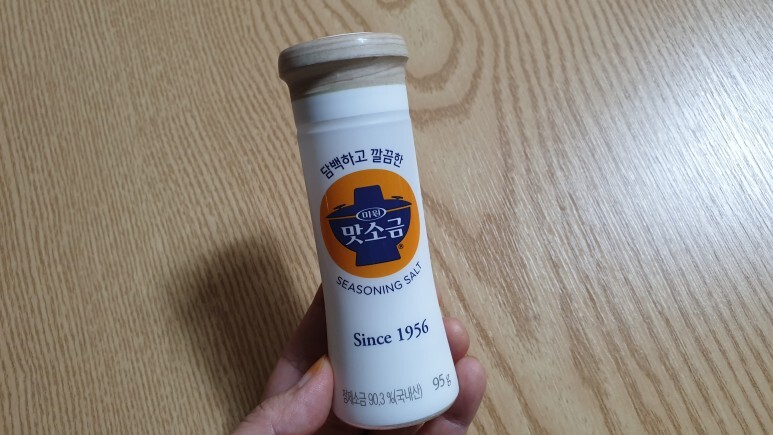 담백하고 깔끔한
미원
맛소금
®
SEASONING SALT
Since 1956
정제소금 90.3 %(국내산) 95 g